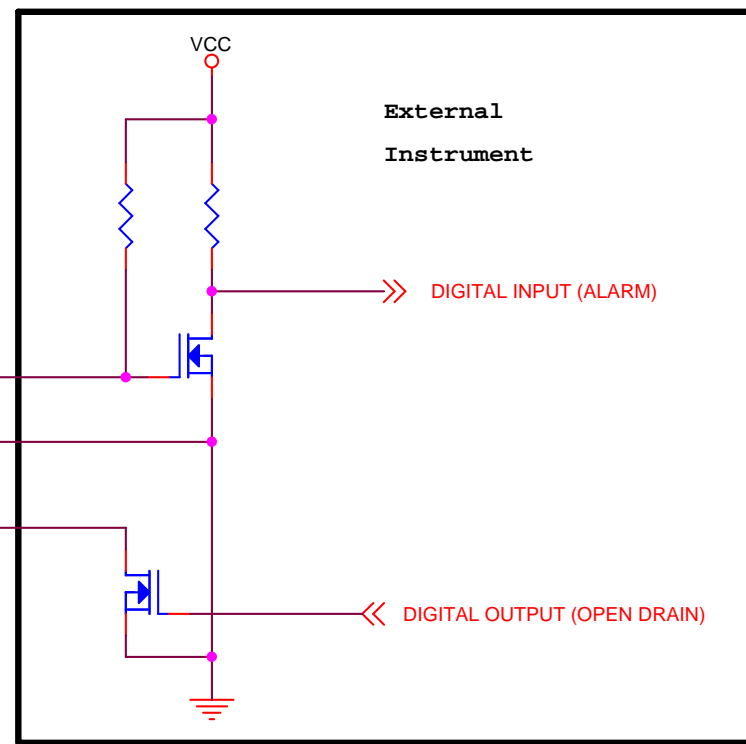 VCC
External
Instrument
DIGITAL INPUT (ALARM)
DIGITAL OUTPUT (OPEN DRAIN)